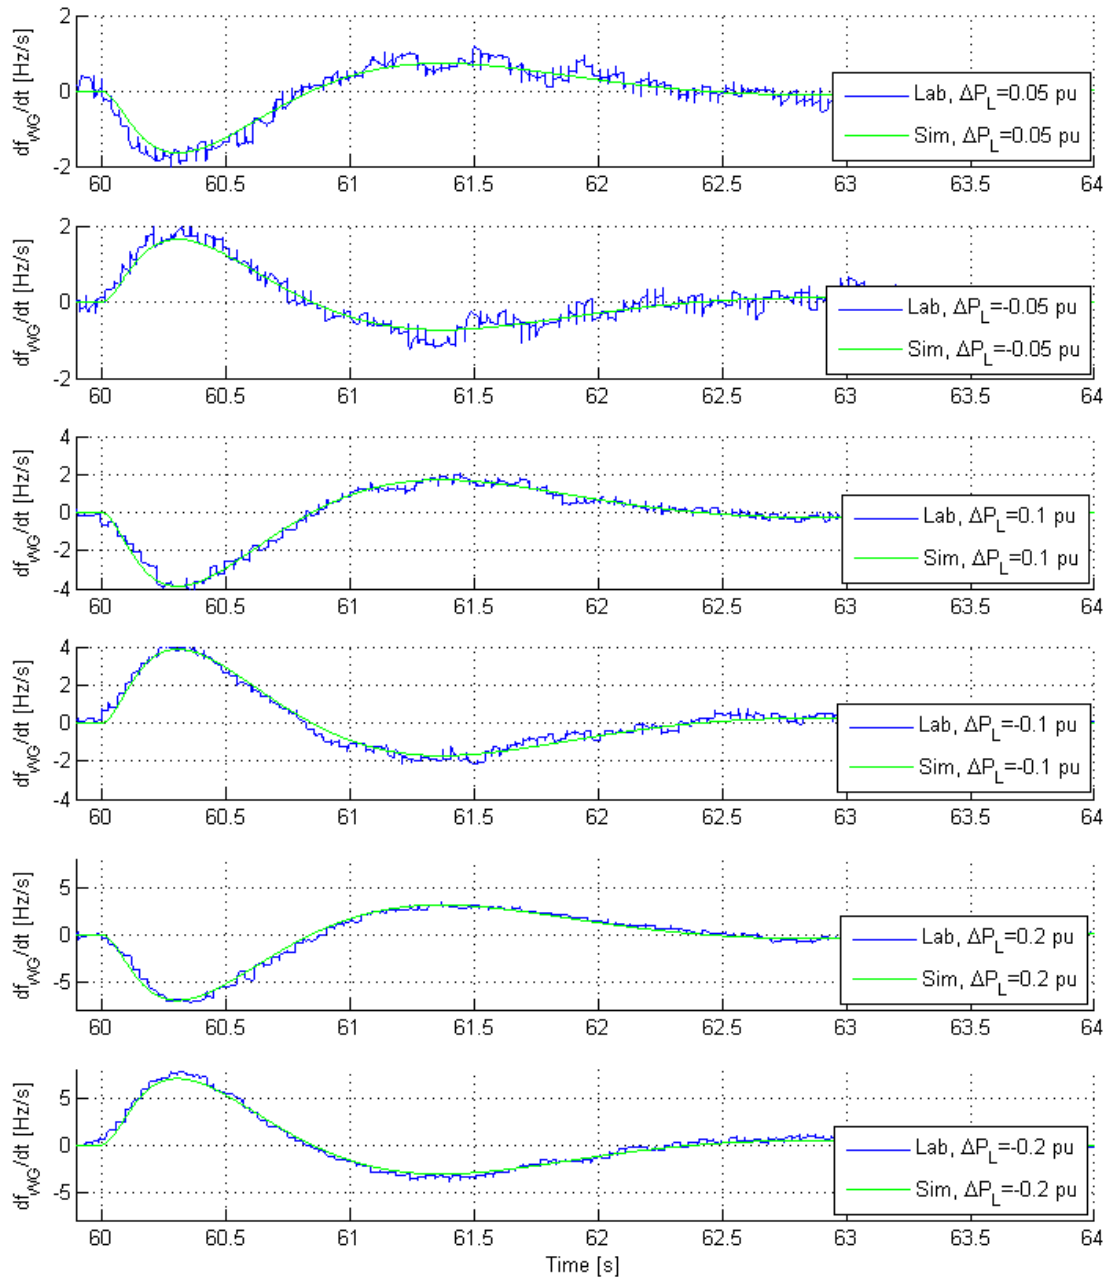 df_WG/dt [Hz/s]
2
0
-2
Lab, ΔP_L=0.05 pu
Sim, ΔP_L=0.05 pu
60 60.5 61 61.5 62 62.5 63 63.5 64
df_WG/dt [Hz/s]
2
0
-2
Lab, ΔP_L=-0.05 pu
Sim, ΔP_L=-0.05 pu
60 60.5 61 61.5 62 62.5 63 63.5 64
df_WG/dt [Hz/s]
4
2
0
-2
-4
Lab, ΔP_L=0.1 pu
Sim, ΔP_L=0.1 pu
60 60.5 61 61.5 62 62.5 63 63.5 64
df_WG/dt [Hz/s]
4
2
0
-2
-4
Lab, ΔP_L=-0.1 pu
Sim, ΔP_L=-0.1 pu
60 60.5 61 61.5 62 62.5 63 63.5 64
df_WG/dt [Hz/s]
5
0
-5
Lab, ΔP_L=0.2 pu
Sim, ΔP_L=0.2 pu
60 60.5 61 61.5 62 62.5 63 63.5 64
df_WG/dt [Hz/s]
5
0
-5
Lab, ΔP_L=-0.2 pu
Sim, ΔP_L=-0.2 pu
60 60.5 61 61.5 62 62.5 63 63.5 64
Time [s]